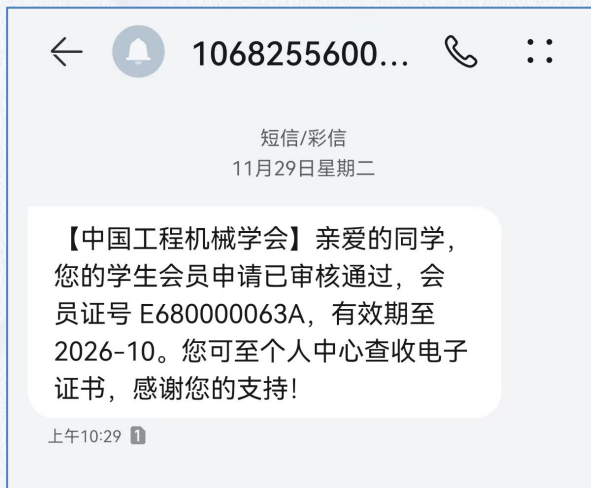 1068255600...
短信/彩信
11月29日星期二
【中国工程机械学会】亲爱的同学，
您的学生会员申请已审核通过，会
员证号 E680000063A，有效期至
2026-10。您可至个人中心查收电子
证书，感谢您的支持！
上午10:29 1